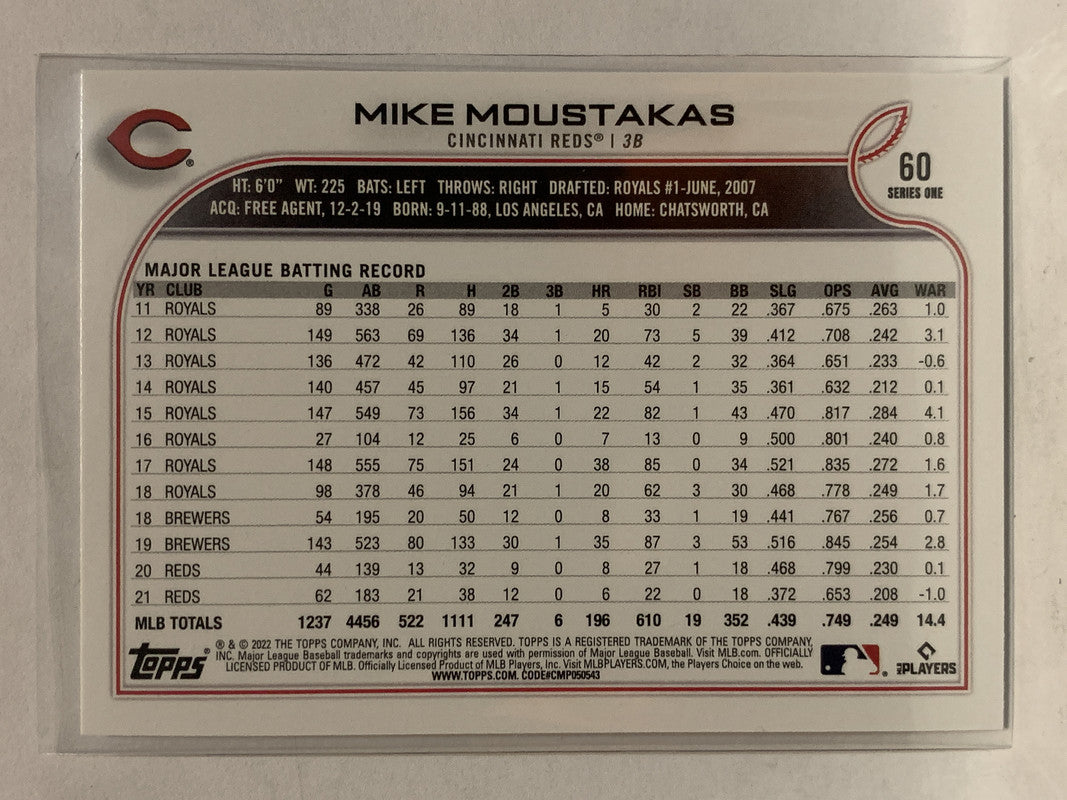 MIKE MOUSTAKAS
CINCINNATI REDS® | 3B
C®
60
SERIES ONE
HT: 6'0" WT: 225 BATS: LEFT THROWS: RIGHT DRAFTED: ROYALS #1-JUNE, 2007
ACQ: FREE AGENT, 12-2-19 BORN: 9-11-88, LOS ANGELES, CA HOME: CHATSWORTH, CA
MAJOR LEAGUE BATTING RECORD
YR CLUB G AB R H 2B 3B HR RBI SB BB SLG OPS AVG WAR
11 ROYALS 89 338 26 89 18 1 5 30 2 22 .367 .675 .263 1.0
12 ROYALS 149 563 69 136 34 1 20 73 5 39 .412 .708 .242 3.1
13 ROYALS 136 472 42 110 26 0 12 42 2 32 .364 .651 .233 -0.6
14 ROYALS 140 457 45 97 21 1 15 54 1 35 .361 .632 .212 0.1
15 ROYALS 147 549 73 156 34 1 22 82 1 43 .470 .817 .284 4.1
16 ROYALS 27 104 12 25 6 0 7 13 0 9 .500 .801 .240 0.8
17 ROYALS 148 555 75 151 24 0 38 85 0 34 .521 .835 .272 1.6
18 ROYALS 98 378 46 94 21 1 20 62 3 30 .468 .778 .249 1.7
18 BREWERS 54 195 20 50 12 0 8 33 1 19 .441 .767 .256 0.7
19 BREWERS 143 523 80 133 30 1 35 87 3 53 .516 .845 .254 2.8
20 REDS 44 139 13 32 9 0 8 27 1 18 .468 .799 .230 0.1
21 REDS 62 183 21 38 12 0 6 22 0 18 .372 .653 .208 -1.0
MLB TOTALS 1237 4456 522 1111 247 6 196 610 19 352 .439 .749 .249 14.4
Topps®
® & © 2022 THE TOPPS COMPANY, INC. ALL RIGHTS RESERVED. TOPPS IS A REGISTERED TRADEMARK OF THE TOPPS COMPANY,
INC. Major League Baseball trademarks and copyrights are used with permission of Major League Baseball. Visit MLB.com. OFFICIALLY
LICENSED PRODUCT OF MLB. Officially Licensed Product of MLB Players, Inc. Visit MLBPLAYERS.COM, the Players Choice on the web.
WWW.TOPPS.COM. CODE#CMP050543
MLB PLAYERS